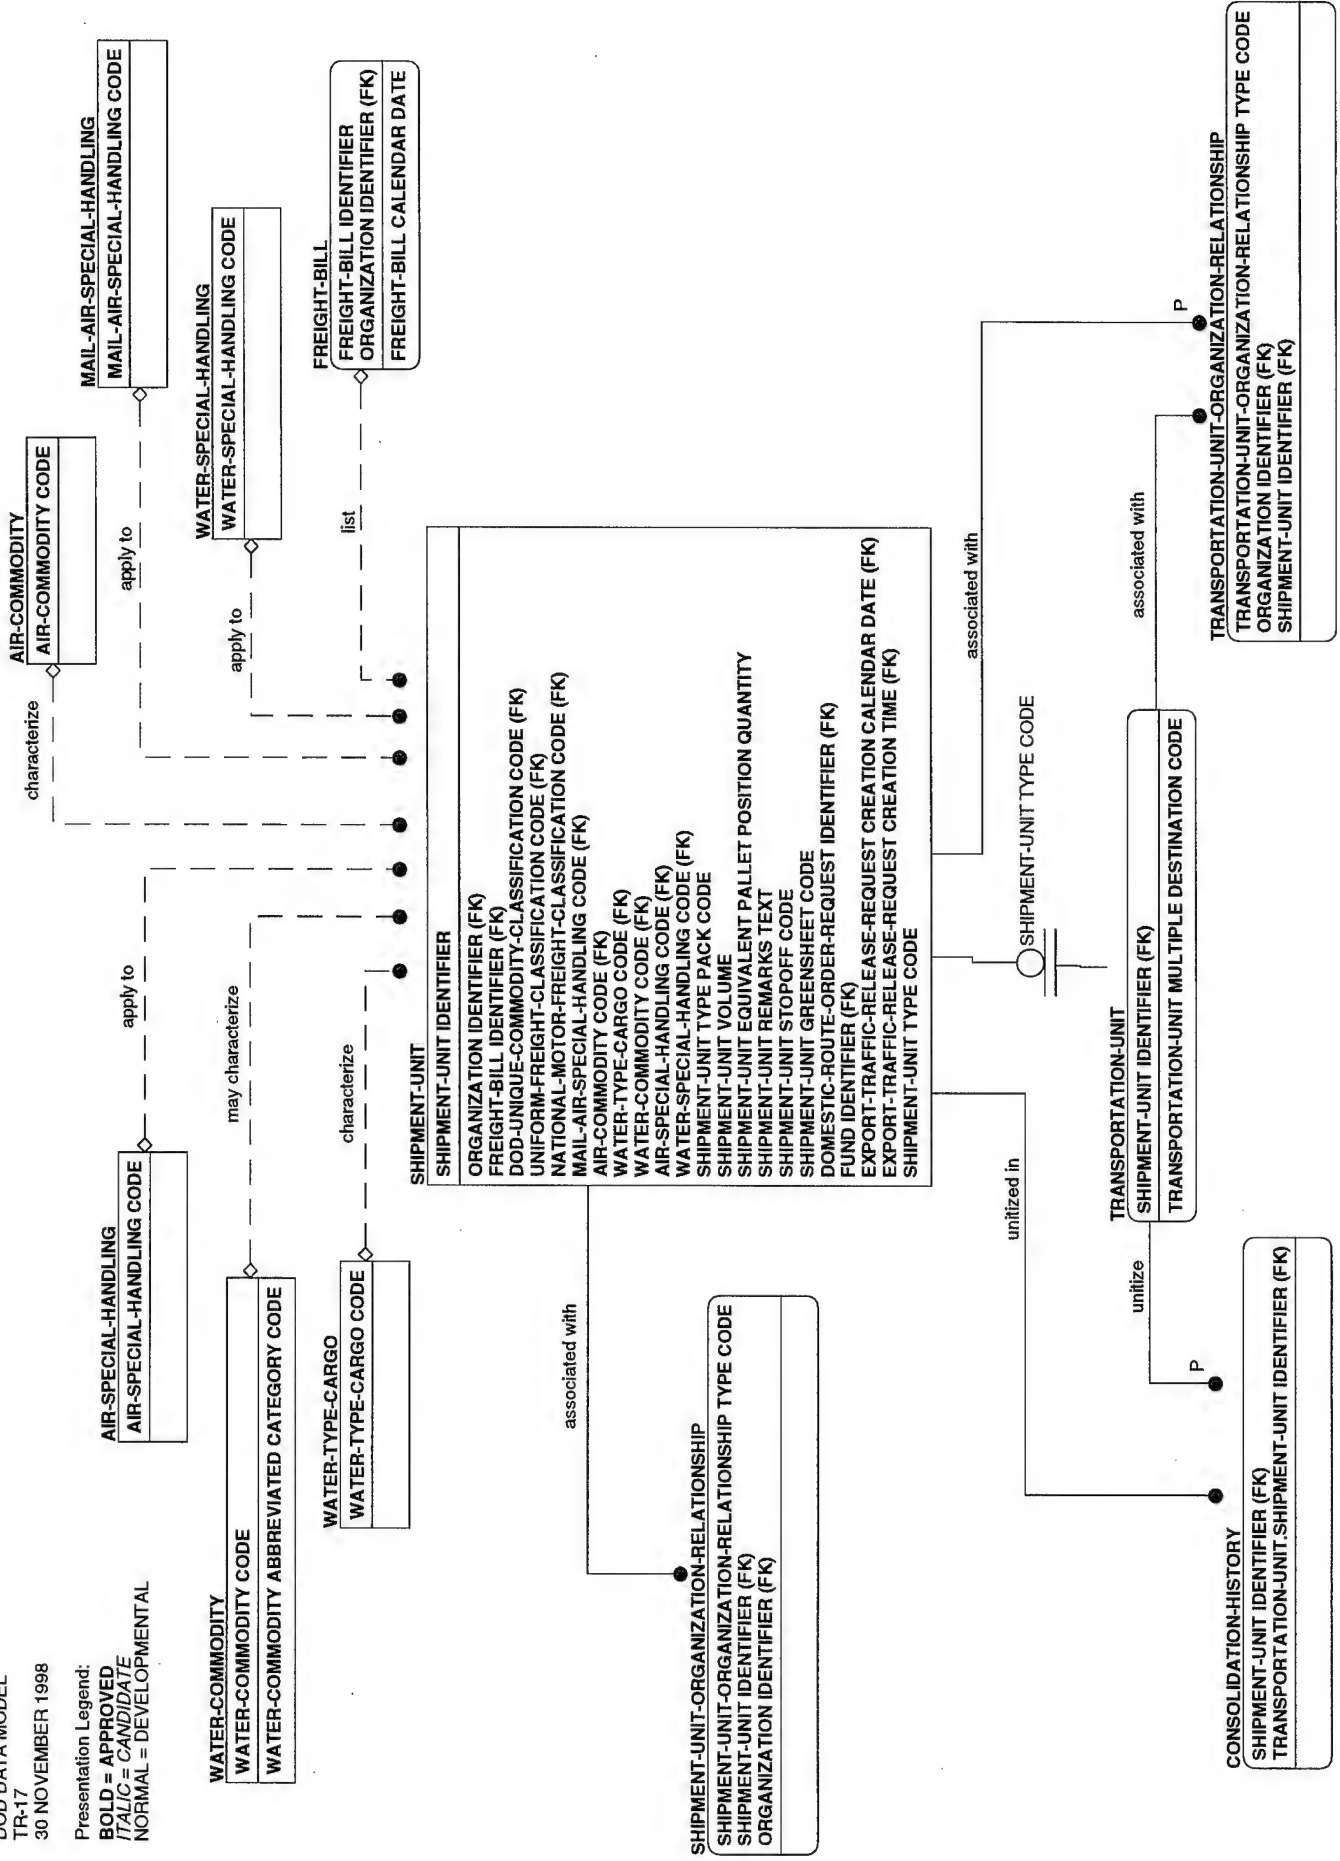 DOD DATA MODEL
TR-17
30 NOVEMBER 1998
Presentation Legend:
BOLD = APPROVED
ITALIC = CANDIDATE
NORMAL = DEVELOPMENTAL
AIR-COMMODITY
AIR-COMMODITY CODE
characterize
MAIL-AIR-SPECIAL-HANDLING
MAIL-AIR-SPECIAL-HANDLING CODE
apply to
AIR-SPECIAL-HANDLING
AIR-SPECIAL-HANDLING CODE
apply to
WATER-SPECIAL-HANDLING
WATER-SPECIAL-HANDLING CODE
apply to
WATER-COMMODITY
WATER-COMMODITY CODE
WATER-COMMODITY ABBREVIATED CATEGORY CODE
may characterize
FREIGHT-BILL
FREIGHT-BILL IDENTIFIER
ORGANIZATION IDENTIFIER (FK)
FREIGHT-BILL CALENDAR DATE
list
WATER-TYPE-CARGO
WATER-TYPE-CARGO CODE
characterize
SHIPMENT-UNIT
SHIPMENT-UNIT IDENTIFIER
ORGANIZATION IDENTIFIER (FK)
FREIGHT-BILL IDENTIFIER (FK)
DOD-UNIQUE-COMMODITY-CLASSIFICATION CODE (FK)
UNIFORM-FREIGHT-CLASSIFICATION CODE (FK)
NATIONAL-MOTOR-FREIGHT-CLASSIFICATION CODE (FK)
MAIL-AIR-SPECIAL-HANDLING CODE (FK)
AIR-COMMODITY CODE (FK)
WATER-TYPE-CARGO CODE (FK)
WATER-COMMODITY CODE (FK)
AIR-SPECIAL-HANDLING CODE (FK)
WATER-SPECIAL-HANDLING CODE (FK)
SHIPMENT-UNIT TYPE PACK CODE
SHIPMENT-UNIT VOLUME
SHIPMENT-UNIT EQUIVALENT PALLET POSITION QUANTITY
SHIPMENT-UNIT REMARKS TEXT
SHIPMENT-UNIT STOPOFF CODE
SHIPMENT-UNIT GREENSHEET CODE
DOMESTIC-ROUTE-ORDER-REQUEST IDENTIFIER (FK)
FUND IDENTIFIER (FK)
EXPORT-TRAFFIC-RELEASE-REQUEST CREATION CALENDAR DATE (FK)
EXPORT-TRAFFIC-RELEASE-REQUEST CREATION TIME (FK)
SHIPMENT-UNIT TYPE CODE
associated with
SHIPMENT-UNIT-ORGANIZATION-RELATIONSHIP
SHIPMENT-UNIT-ORGANIZATION-RELATIONSHIP TYPE CODE
SHIPMENT-UNIT IDENTIFIER (FK)
ORGANIZATION IDENTIFIER (FK)
associated with
unitized in
SHIPMENT-UNIT TYPE CODE
TRANSPORTATION-UNIT
SHIPMENT-UNIT IDENTIFIER (FK)
TRANSPORTATION-UNIT MULTIPLE DESTINATION CODE
unitize
P
associated with
P
CONSOLIDATION-HISTORY
SHIPMENT-UNIT IDENTIFIER (FK)
TRANSPORTATION-UNIT.SHIPMENT-UNIT IDENTIFIER (FK)
TRANSPORTATION-UNIT-ORGANIZATION-RELATIONSHIP
TRANSPORTATION-UNIT-ORGANIZATION-RELATIONSHIP TYPE CODE
ORGANIZATION IDENTIFIER (FK)
SHIPMENT-UNIT IDENTIFIER (FK)